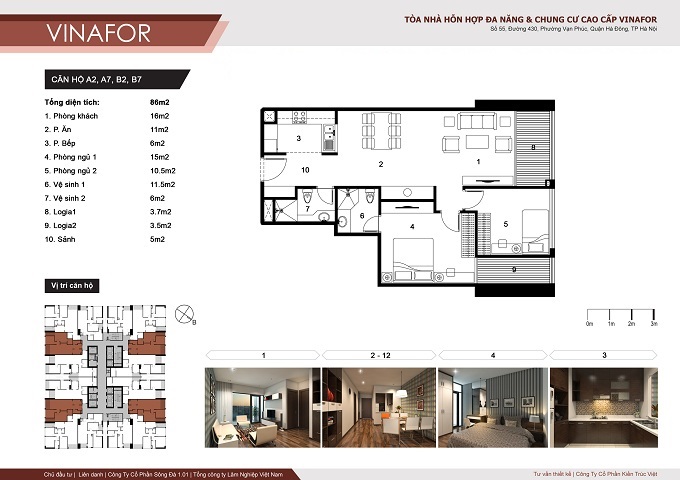 VINAFOR
TÒA NHÀ HỖN HỢP ĐA NĂNG & CHUNG CƯ CAO CẤP VINAFOR
Số 55, Đường 430, Phường Vạn Phúc, Quận Hà Đông, TP Hà Nội
CĂN HỘ A2, A7, B2, B7
Tổng diện tích: 86m2
1. Phòng khách 16m2
2. P. Ăn 11m2
3. P. Bếp 6m2
4. Phòng ngủ 1 15m2
5. Phòng ngủ 2 10.5m2
6. Vệ sinh 1 11.5m2
7. Vệ sinh 2 6m2
8. Logia1 3.7m2
9. Logia2 3.5m2
10. Sảnh 5m2
3
8
2
1
10
7
6
4
5
9
Vị trí căn hộ
B
0m 1m 2m 3m
1
2 - 12
4
3
Chủ đầu tư | Liên danh | Công Ty Cổ Phần Sông Đà 1.01 | Tổng công ty Lâm Nghiệp Việt Nam
Tư vấn thiết kế | Công Ty Cổ Phần Kiến Trúc Việt